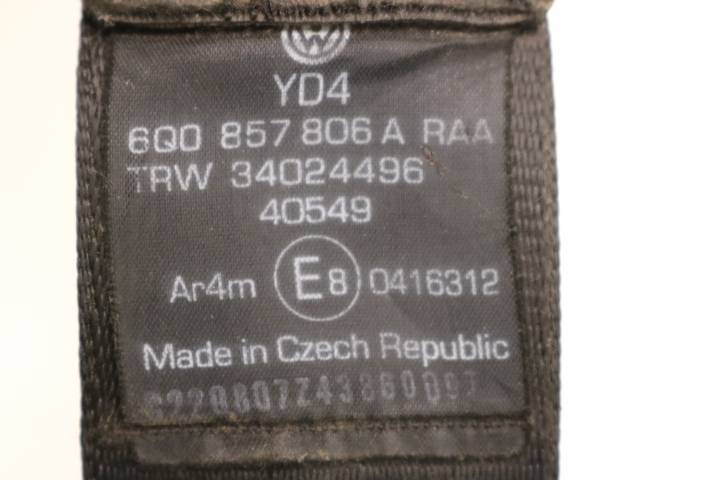 YD4
6Q0 857 806 A RAA
TRW 34024496
40549
Ar4m E8 0416312
Made in Czech Republic